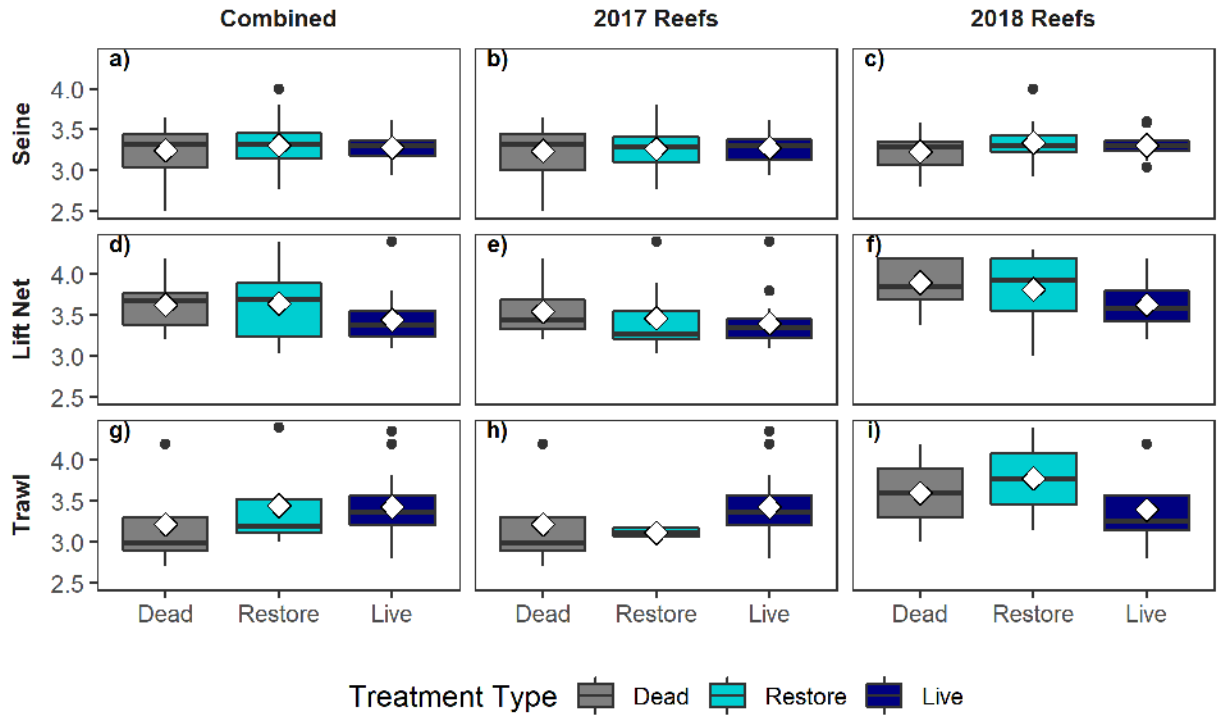 Combined 2017 Reefs 2018 Reefs
Seine
4.0
3.5
3.0
2.5
a) b) c)
Lift Net
4.0
3.5
3.0
2.5
d) e) f)
Trawl
4.0
3.5
3.0
2.5
g) h) i)
Dead Restore Live Dead Restore Live Dead Restore Live
Treatment Type Dead Restore Live